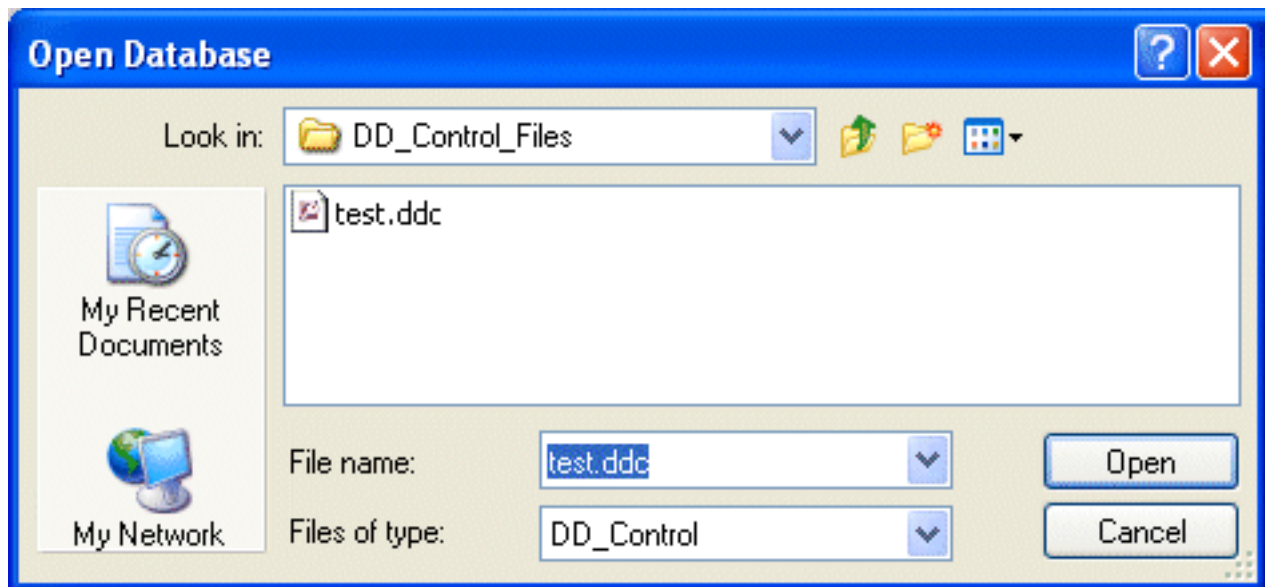 Open Database
Look in: DD_Control_Files
test.ddc
My Recent
Documents
My Network
File name: test.ddc Open
Files of type: DD_Control Cancel